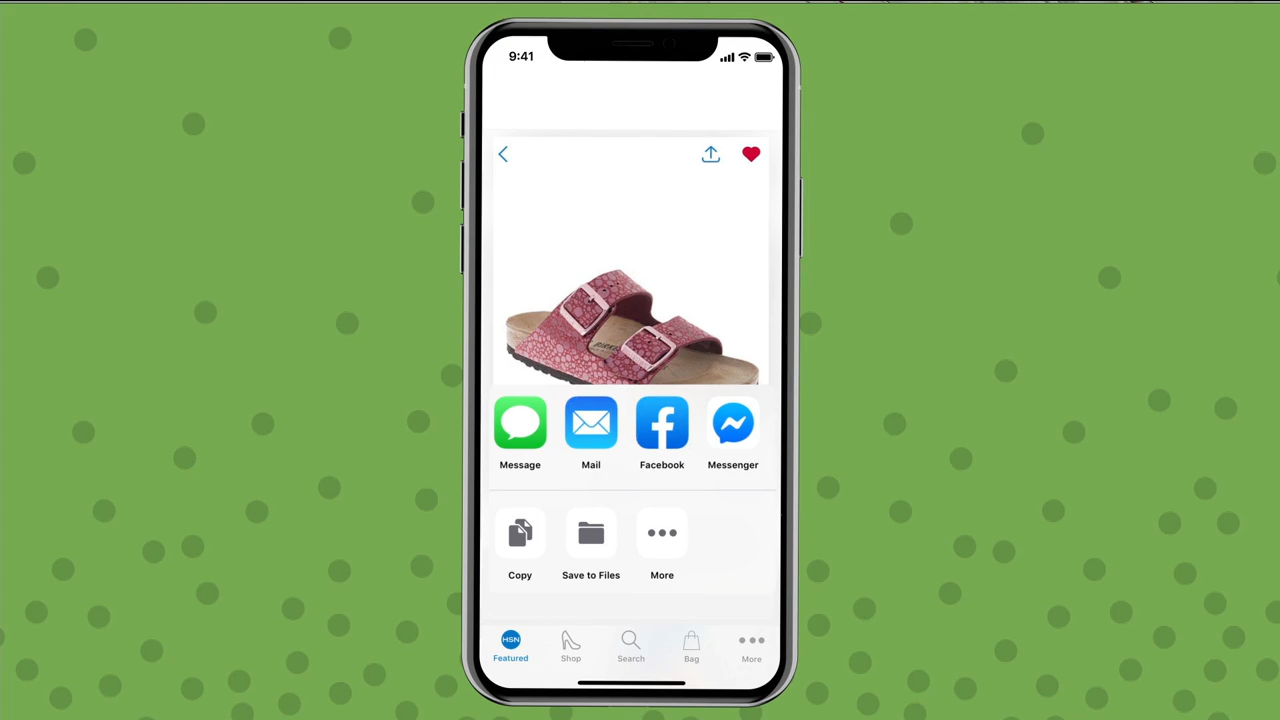 9:41
Message Mail Facebook Messenger
Copy Save to Files More
HSN
Featured Shop Search Bag More